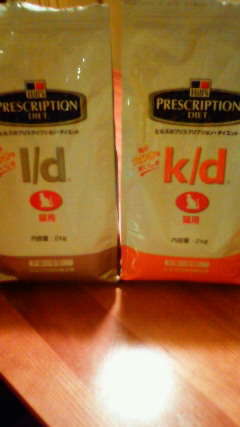 Hill's
PRESCRIPTION
DIET
ヒルズのプリスクリプション・ダイエット
l/d
猫用
内容量:2kg
Hill's
PRESCRIPTION
DIET
ヒルズのプリスクリプション・ダイエット
k/d
猫用
内容量:2kg